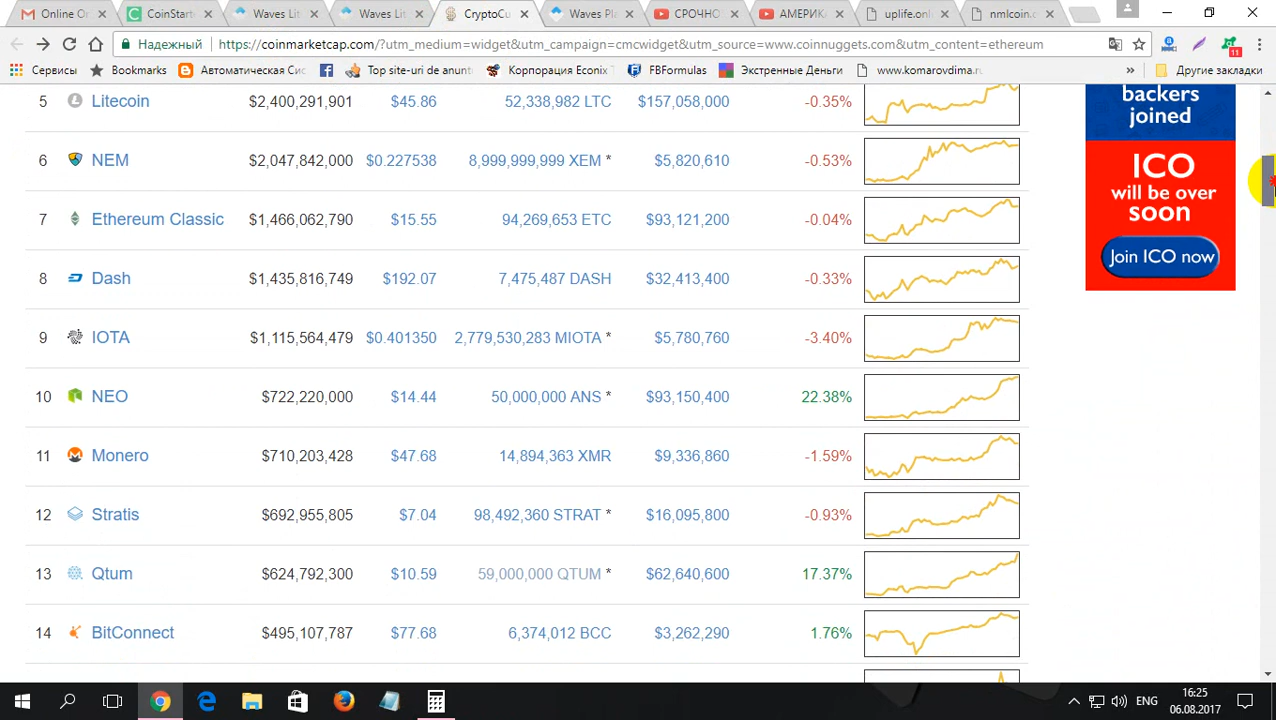 Online O
CoinStart
Waves Lit
Waves Lit
CryptoCu
Waves Pla
СРОЧНО
АМЕРИК
uplife.onl
nmlcoin.c
Надежный
https://coinmarketcap.com/?utm_medium=widget&utm_campaign=cmcwidget&utm_source=www.coinnuggets.com&utm_content=ethereum
11
Сервисы
Bookmarks
Автоматическая Сис
Top site-uri de anunt
Корпорация Econix T
FBFormulas
Экстренные Деньги
www.komarovdima.ru
»
Другие закладки
5 Litecoin $2,400,291,901 $45.86 52,338,982 LTC $157,058,000 -0.35%
6 NEM $2,047,842,000 $0.227538 8,999,999,999 XEM * $5,820,610 -0.53%
7 Ethereum Classic $1,466,062,790 $15.55 94,269,653 ETC $93,121,200 -0.04%
8 Dash $1,435,816,749 $192.07 7,475,487 DASH $32,413,400 -0.33%
9 IOTA $1,115,564,479 $0.401350 2,779,530,283 MIOTA * $5,780,760 -3.40%
10 NEO $722,220,000 $14.44 50,000,000 ANS * $93,150,400 22.38%
11 Monero $710,203,428 $47.68 14,894,363 XMR $9,336,860 -1.59%
12 Stratis $692,955,805 $7.04 98,492,360 STRAT * $16,095,800 -0.93%
13 Qtum $624,792,300 $10.59 59,000,000 QTUM * $62,640,600 17.37%
14 BitConnect $495,107,787 $77.68 6,374,012 BCC $3,262,290 1.76%
backers
joined
ICO
will be over
soon
Join ICO now
ENG
16:25
06.08.2017